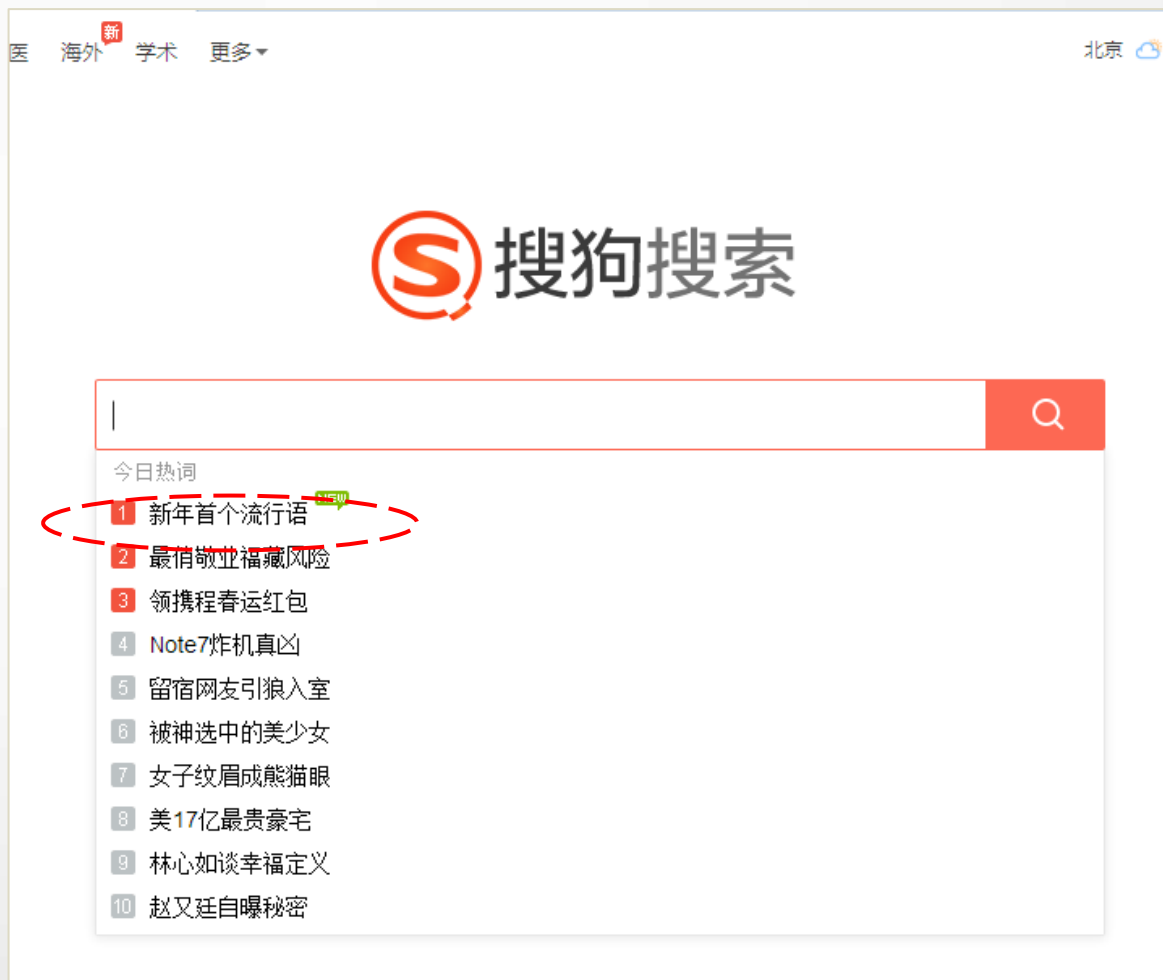 医 海外 新 学术 更多 北京
搜狗搜索
今日热词
1 新年首个流行语 NEW
2 最俏敬业福藏风险
3 领携程春运红包
4 Note7炸机真凶
5 留宿网友引狼入室
6 被神选中的美少女
7 女子纹眉成熊猫眼
8 美17亿最贵豪宅
9 林心如谈幸福定义
10 赵又廷自曝秘密